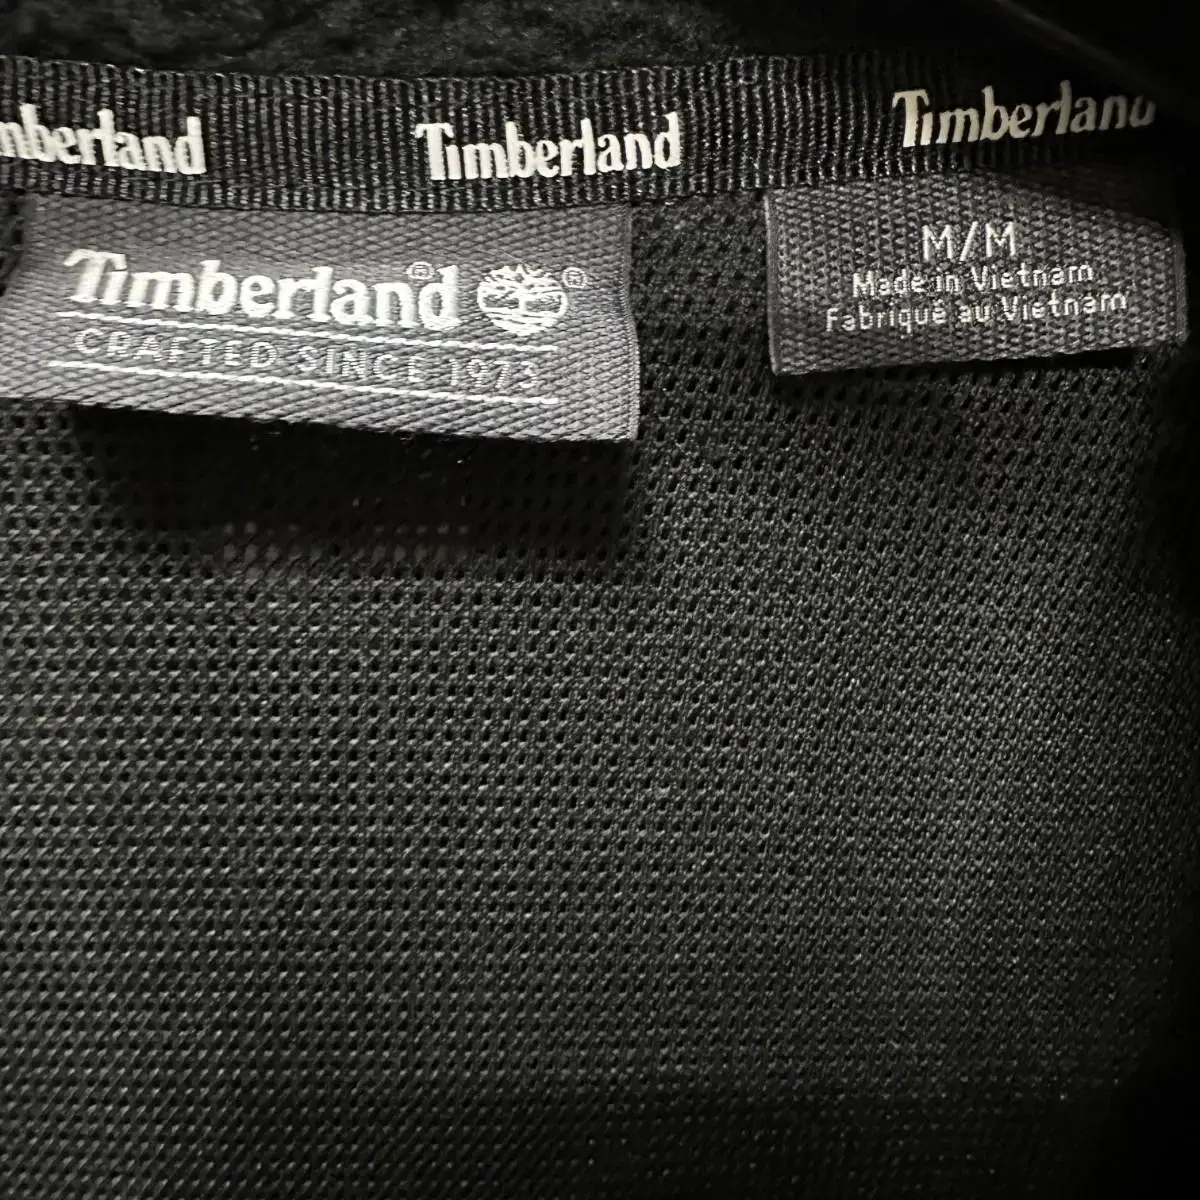 Timberland
Timberland
Timberland
Timberland® ®
CRAFTED SINCE 1973
M/M
Made in Vietnam
Fabriqué au Vietnam